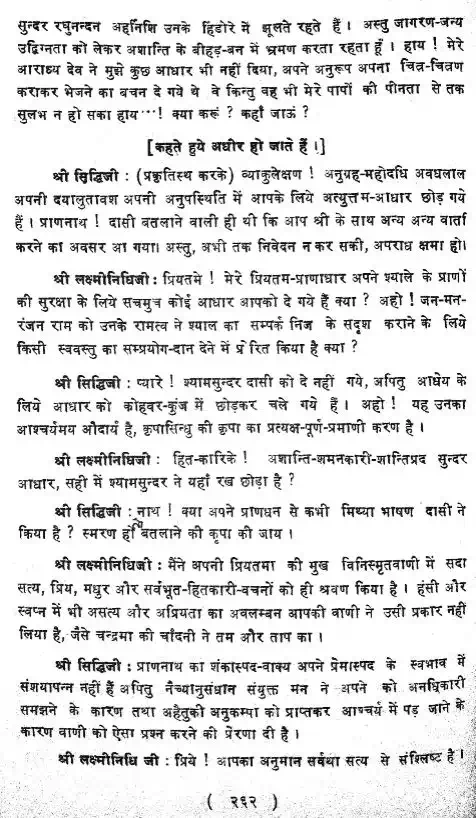 सुन्दर रघुनन्दन अहर्निशि उनके हिंडोरे में झूलते रहते हैं । अस्तु जागरण-जन्य
उद्विग्नता को लेकर अशान्ति के बीहड़-बन में भ्रमण करता रहता हूँ । हाय ! मेरे
आराध्य देव ने मुझे कुछ आधार भी नहीं दिया, अपने अनुरूप अपना चित्र-चित्रण
कराकर भेजने का बचन दे गये थे वे किन्तु वह भी मेरे पापों की पीनता से तक
सुलभ न हो सका हाय···! क्या करूं ? कहाँ जाऊं ?
[कहते हुये अधीर हो जाते हैं ।]
श्री सिद्धिजी : (प्रकृतिस्थ करके) व्याकुलेक्षण ! अनुग्रह-महोदधि अवधलाल
अपनी दयालुतावश अपनी अनुपस्थिति में आपके लिये अत्युत्तम-आधार छोड़ गये
हैं । प्राणनाथ ! दासी बतलाने वाली ही थी कि आप श्री के साथ अन्य अन्य वार्ता
करने का अवसर आ गया। अस्तु, अभी तक निवेदन न कर सकी, अपराध क्षमा हो।
श्री लक्ष्मीनिधिजी : प्रियतमे ! मेरे प्रियतम-प्राणाधार अपने श्याले के प्राणों
की सुरक्षा के लिये सचमुच कोई आधार आपको दे गये हैं क्या ? अहो ! जन-मन-
रंजन राम को उनके रामत्व ने श्याल का सम्पर्क निज के सदृश कराने के लिये
किसी स्वदस्तु का सम्प्रयोग-दान देने में प्रेरित किया है क्या ?
श्री सिद्धिजी : प्यारे ! श्यामसुन्दर दासी को दे नहीं गये, अपितु आधेय के
लिये आधार को कोहवर-कुंज में छोड़कर चले गये हैं । अहो ! यह उनका
आश्चर्यमय औदार्य है, कृपासिन्धु की कृपा का प्रत्यक्ष-पूर्ण-प्रमाणी करण है ।
श्री लक्ष्मीनिधिजी : हित-कारिके ! अशान्ति-शमनकारी-शान्तिप्रद सुन्दर
आधार, सही में श्यामसुन्दर ने यहाँ रख छोड़ा है ?
श्री सिद्धिजी : नाथ ! क्या अपने प्राणधन से कभी मिथ्या भाषण दासी ने
किया है ? स्मरण हो बतलाने की कृपा की जाय ।
श्री लक्ष्मीनिधिजी : मैंने अपनी प्रियतमा की मुख विनिस्मृतवाणी में सदा
सत्य, प्रिय, मधुर और सर्वभूत-हितकारी-वचनों को ही श्रवण किया है । हंसी और
स्वप्न में भी असत्य और अप्रियता का अवलम्बन आपकी वाणी ने उसी प्रकार नहीं
लिया है, जैसे चन्द्रमा की चाँदनी ने तम और ताप का ।
श्री सिद्धिजी : प्राणनाथ का शंकास्पद-वाक्य अपने प्रेमास्पद के स्वभाव में
संशयापन्न नहीं हैं अपितु नैच्यानुसंधान संयुक्त मन ने अपने को अनधिकारी
समझने के कारण तथा अहैतुकी अनुकम्पा को प्राप्तकर आश्चर्य में पड़ जाने के
कारण वाणी को ऐसा प्रश्न करने की प्रेरणा दी है ।
श्री लक्ष्मीनिधि जी : प्रिये ! आपका अनुमान सर्वथा सत्य से संश्लिष्ट है ।
( २६२ )